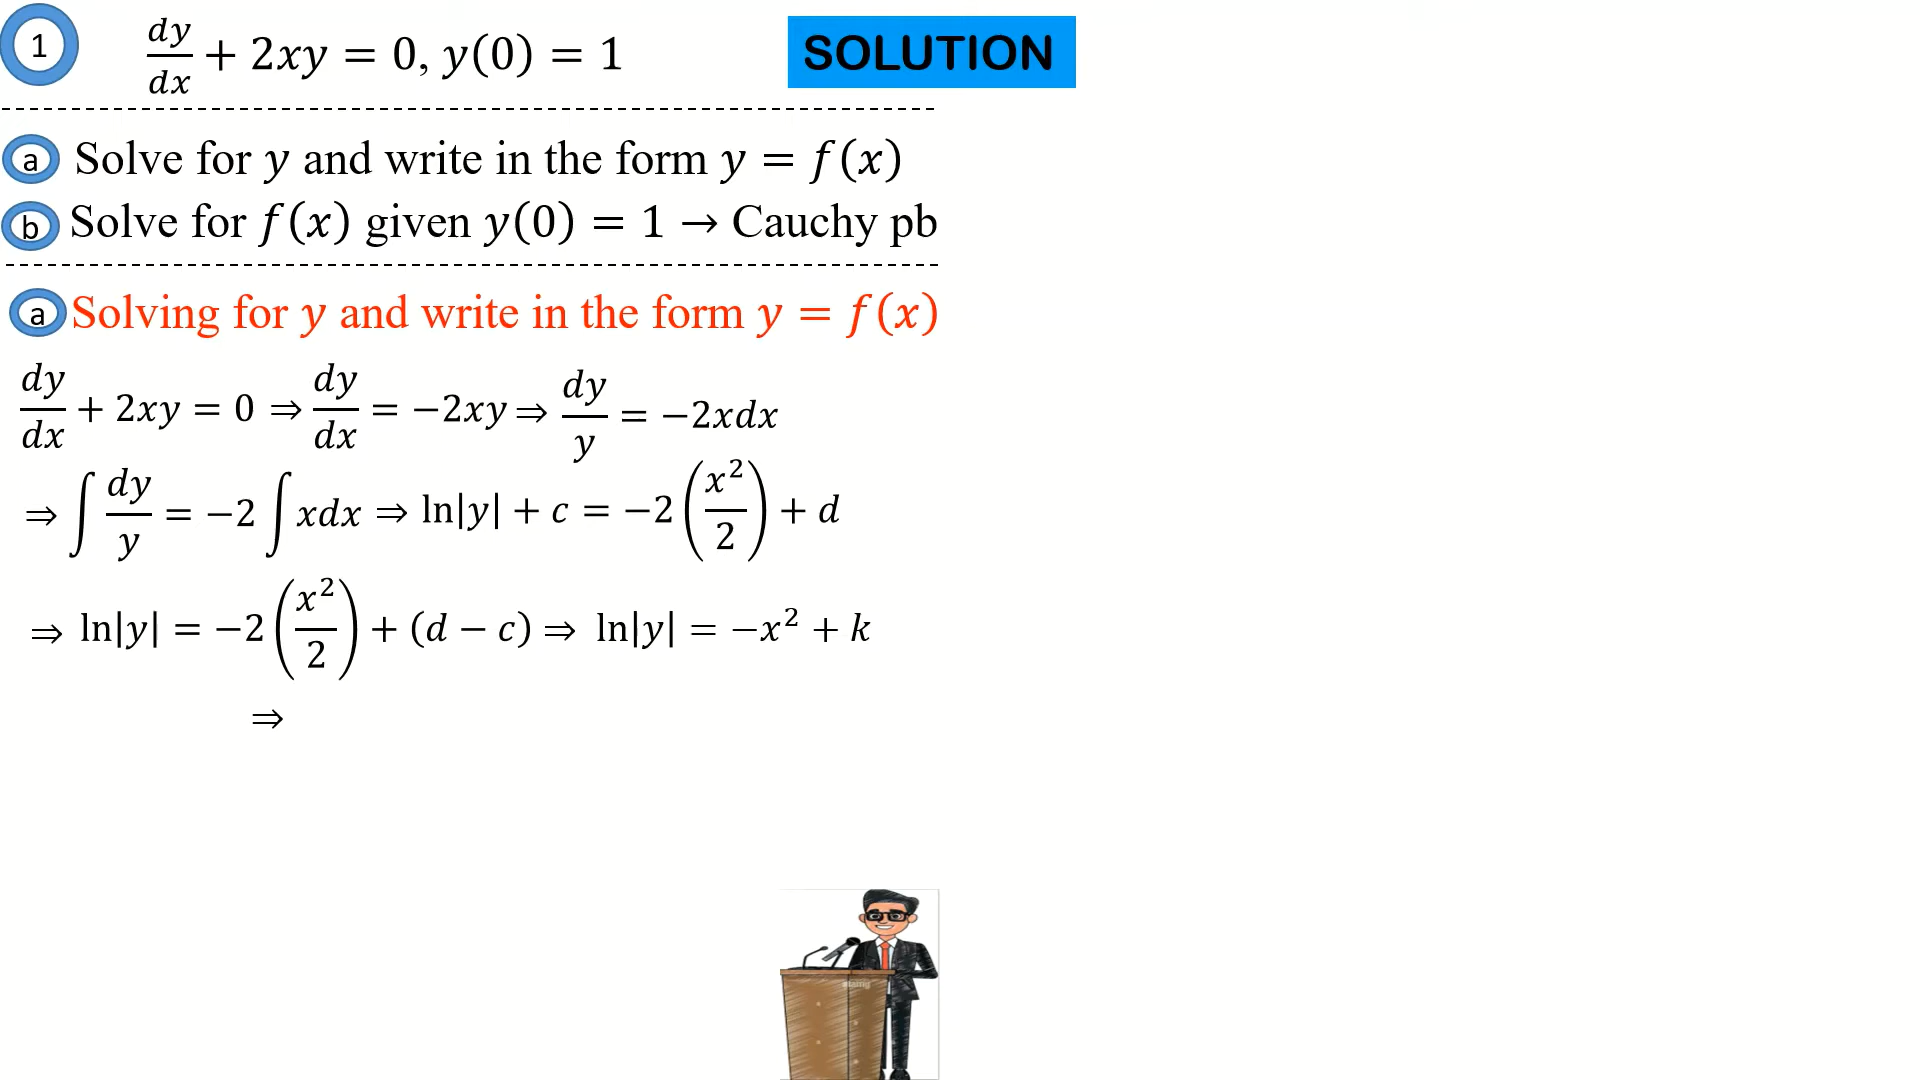 1 dy/dx + 2xy = 0, y(0) = 1 SOLUTION
a Solve for y and write in the form y = f(x)
b Solve for f(x) given y(0) = 1 → Cauchy pb
a Solving for y and write in the form y = f(x)
dy/dx + 2xy = 0 ⇒ dy/dx = −2xy ⇒ dy/y = −2xdx
⇒ ∫ dy/y = −2 ∫ xdx ⇒ ln|y| + c = −2 (x²/2) + d
⇒ ln|y| = −2 (x²/2) + (d − c) ⇒ ln|y| = −x² + k
⇒